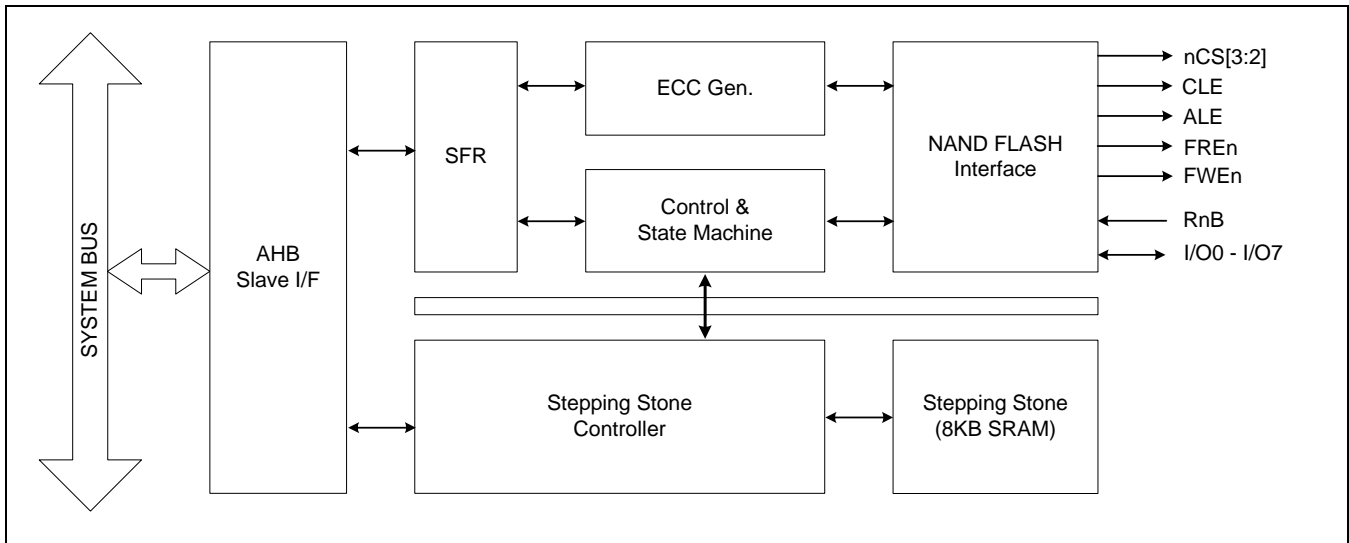 SYSTEM BUS
AHB
Slave I/F
SFR
ECC Gen.
Control &
State Machine
NAND FLASH
Interface
nCS[3:2]
CLE
ALE
FREn
FWEn
RnB
I/O0 - I/O7
Stepping Stone
Controller
Stepping Stone
(8KB SRAM)